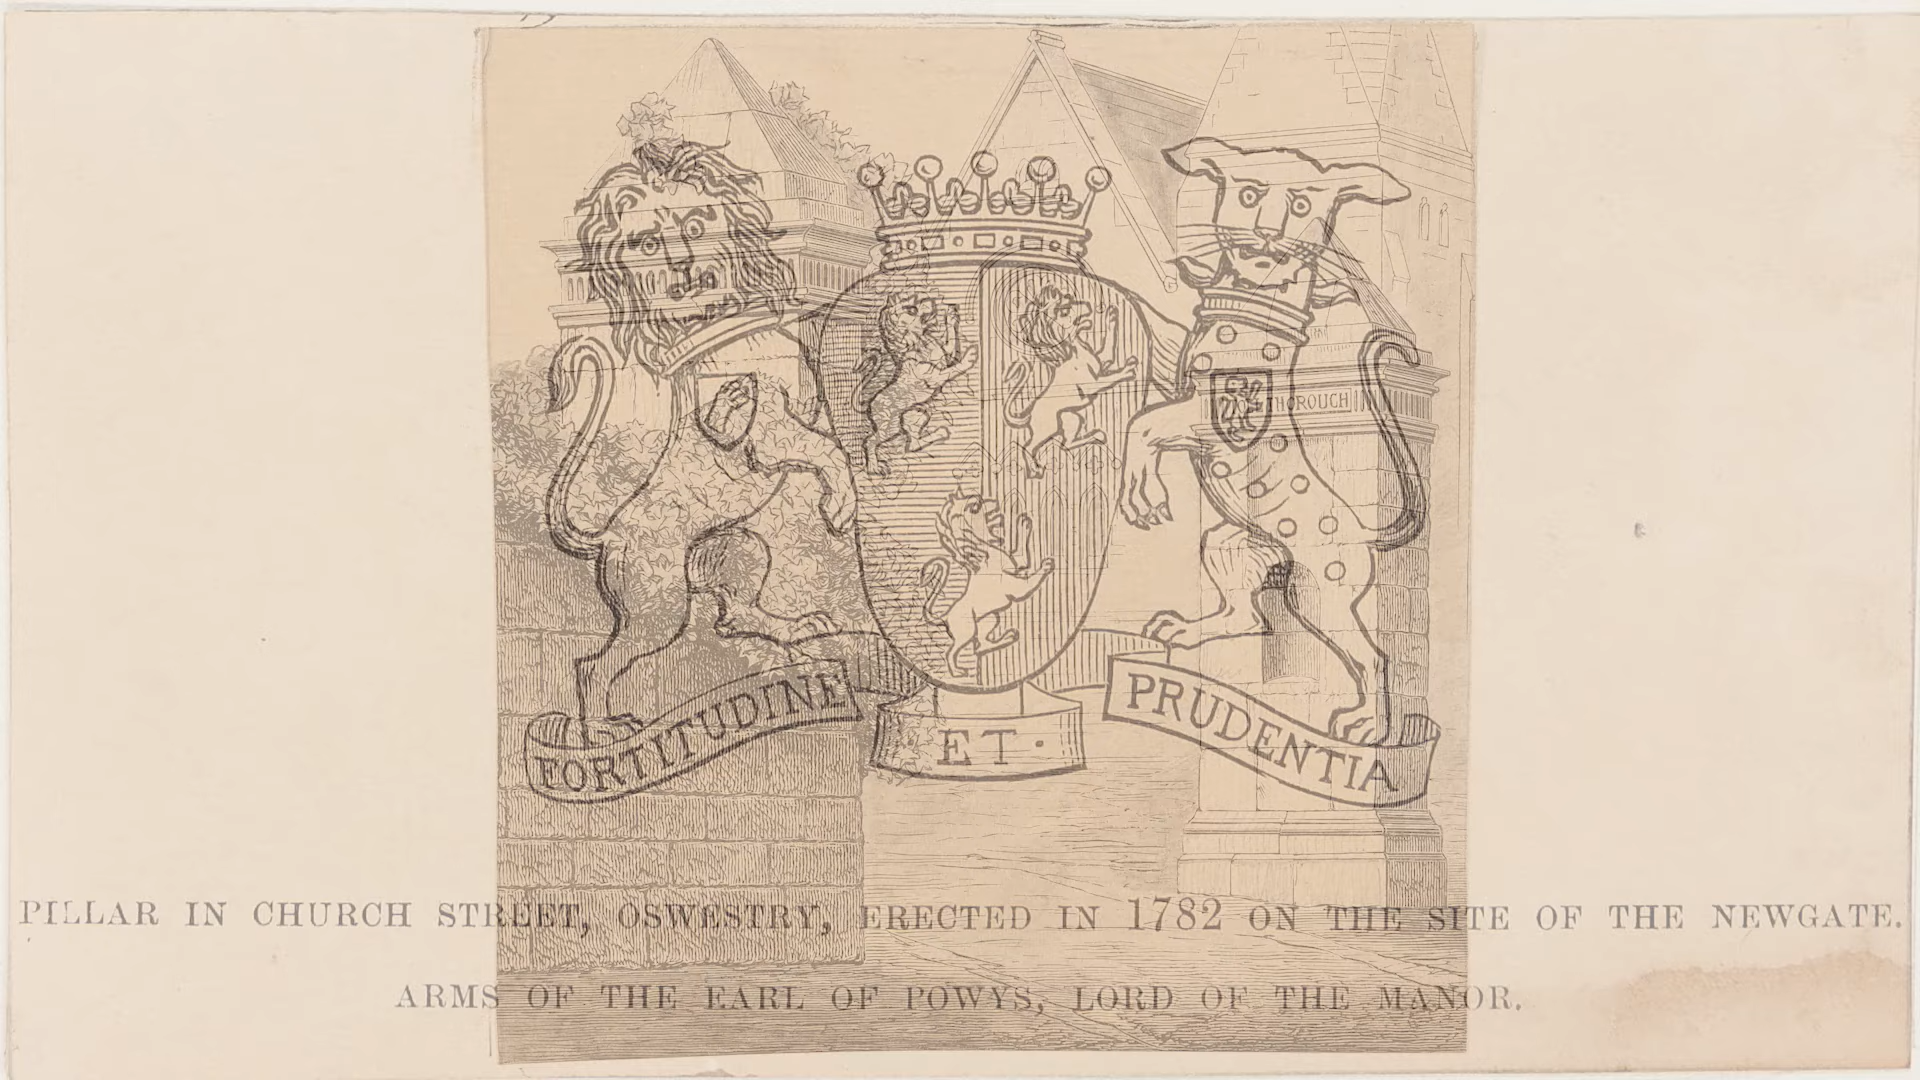 HOROUGH
FORTITUDINE
ET ·
PRUDENTIA
PILLAR IN CHURCH STREET, OSWESTRY, ERECTED IN 1782 ON THE SITE OF THE NEWGATE.
ARMS OF THE EARL OF POWYS, LORD OF THE MANOR.